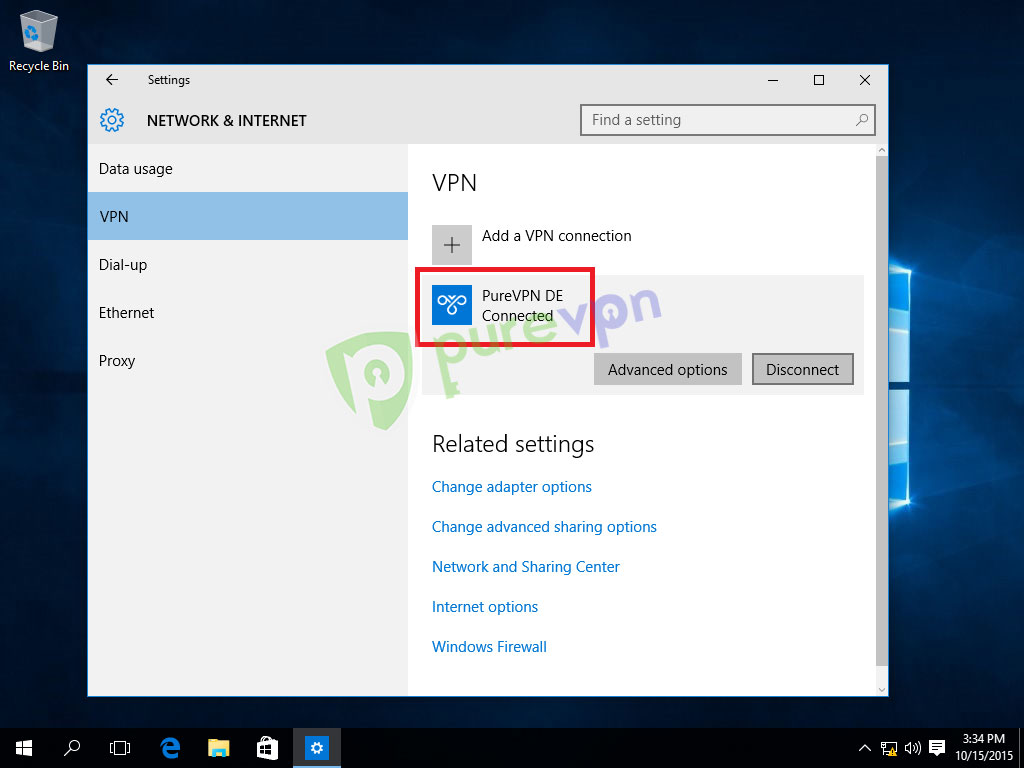 Recycle Bin
Settings
NETWORK & INTERNET
Find a setting
Data usage
VPN
Dial-up
Ethernet
Proxy
VPN
Add a VPN connection
PureVPN DE
Connected
purevpn
Advanced options
Disconnect
Related settings
Change adapter options
Change advanced sharing options
Network and Sharing Center
Internet options
Windows Firewall
3:34 PM
10/15/2015